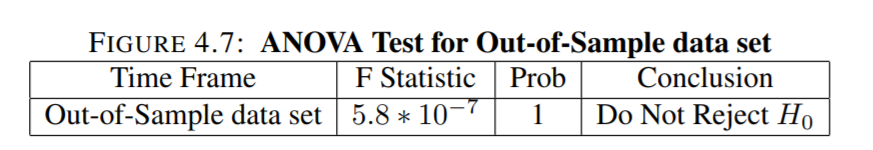 FIGURE 4.7: ANOVA Test for Out-of-Sample data set
Time Frame F Statistic Prob Conclusion
Out-of-Sample data set 5.8 ∗ 10⁻⁷ 1 Do Not Reject H₀